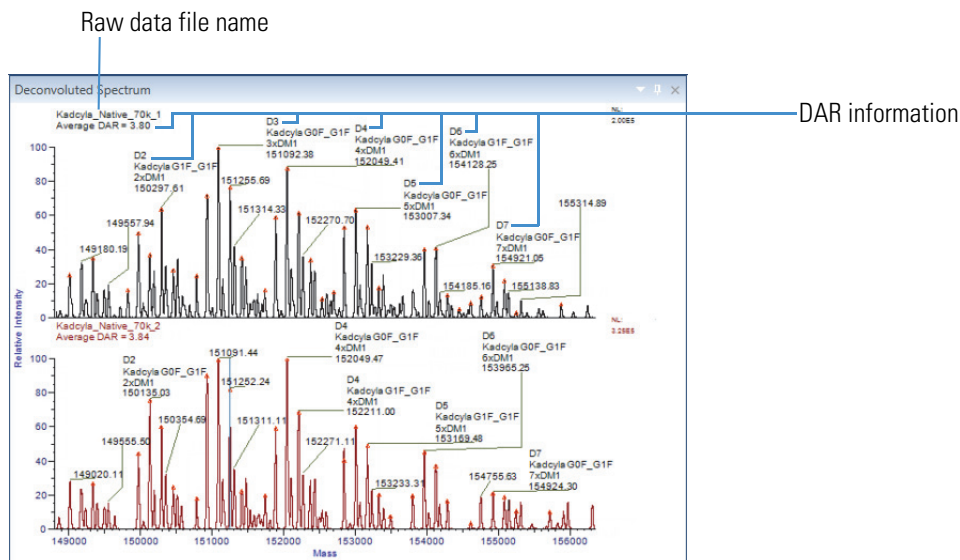 Raw data file name
Deconvoluted Spectrum
DAR information
Kadcyla_Native_70k_1
Average DAR = 3.80
NL:
2.00E5
D2
Kadcyla G1F_G1F
2xDM1
150297.61
D3
Kadcyla G0F_G1F
3xDM1
151092.38
D4
Kadcyla G0F_G1F
4xDM1
152049.41
D5
Kadcyla G0F_G1F
5xDM1
153007.34
D6
Kadcyla G1F_G1F
6xDM1
154128.25
D7
Kadcyla G0F_G1F
7xDM1
154921.05
149180.19
149557.94
151255.69
151314.33
152270.70
153229.36
154185.16
155138.83
155314.89
100
80
60
40
20
0
Relative Intensity
Kadcyla_Native_70k_2
Average DAR = 3.84
NL:
3.25E5
D2
Kadcyla G0F_G1F
2xDM1
150135.03
D4
Kadcyla G0F_G1F
4xDM1
152049.47
D4
Kadcyla G1F_G1F
4xDM1
152211.00
D5
Kadcyla G1F_G1F
5xDM1
153169.48
D6
Kadcyla G0F_G1F
6xDM1
153965.25
D7
Kadcyla G0F_G1F
7xDM1
154924.30
149020.11
149555.50
150354.69
151091.44
151252.24
151311.11
152271.11
153233.31
154755.63
100
80
60
40
20
0
149000 150000 151000 152000 153000 154000 155000 156000
Mass